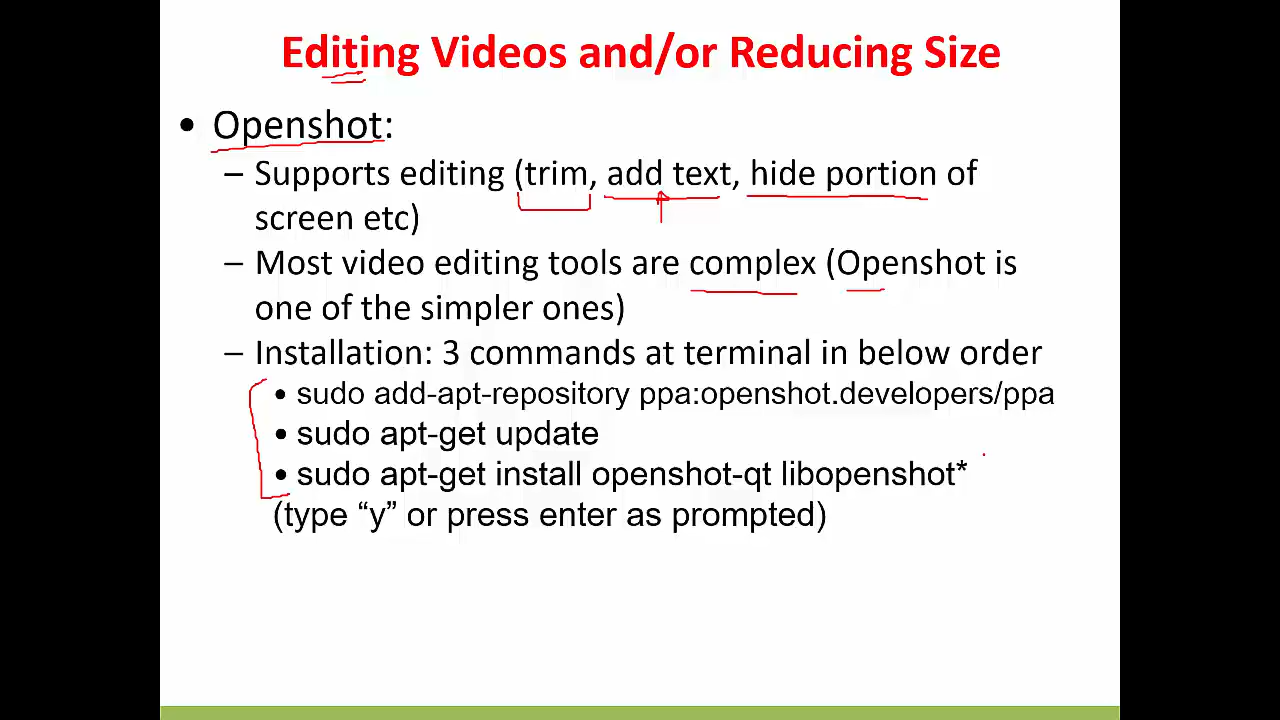 Editing Videos and/or Reducing Size
• Openshot:
– Supports editing (trim, add text, hide portion of
screen etc)
– Most video editing tools are complex (Openshot is
one of the simpler ones)
– Installation: 3 commands at terminal in below order
• sudo add-apt-repository ppa:openshot.developers/ppa
• sudo apt-get update
• sudo apt-get install openshot-qt libopenshot*
(type “y” or press enter as prompted)